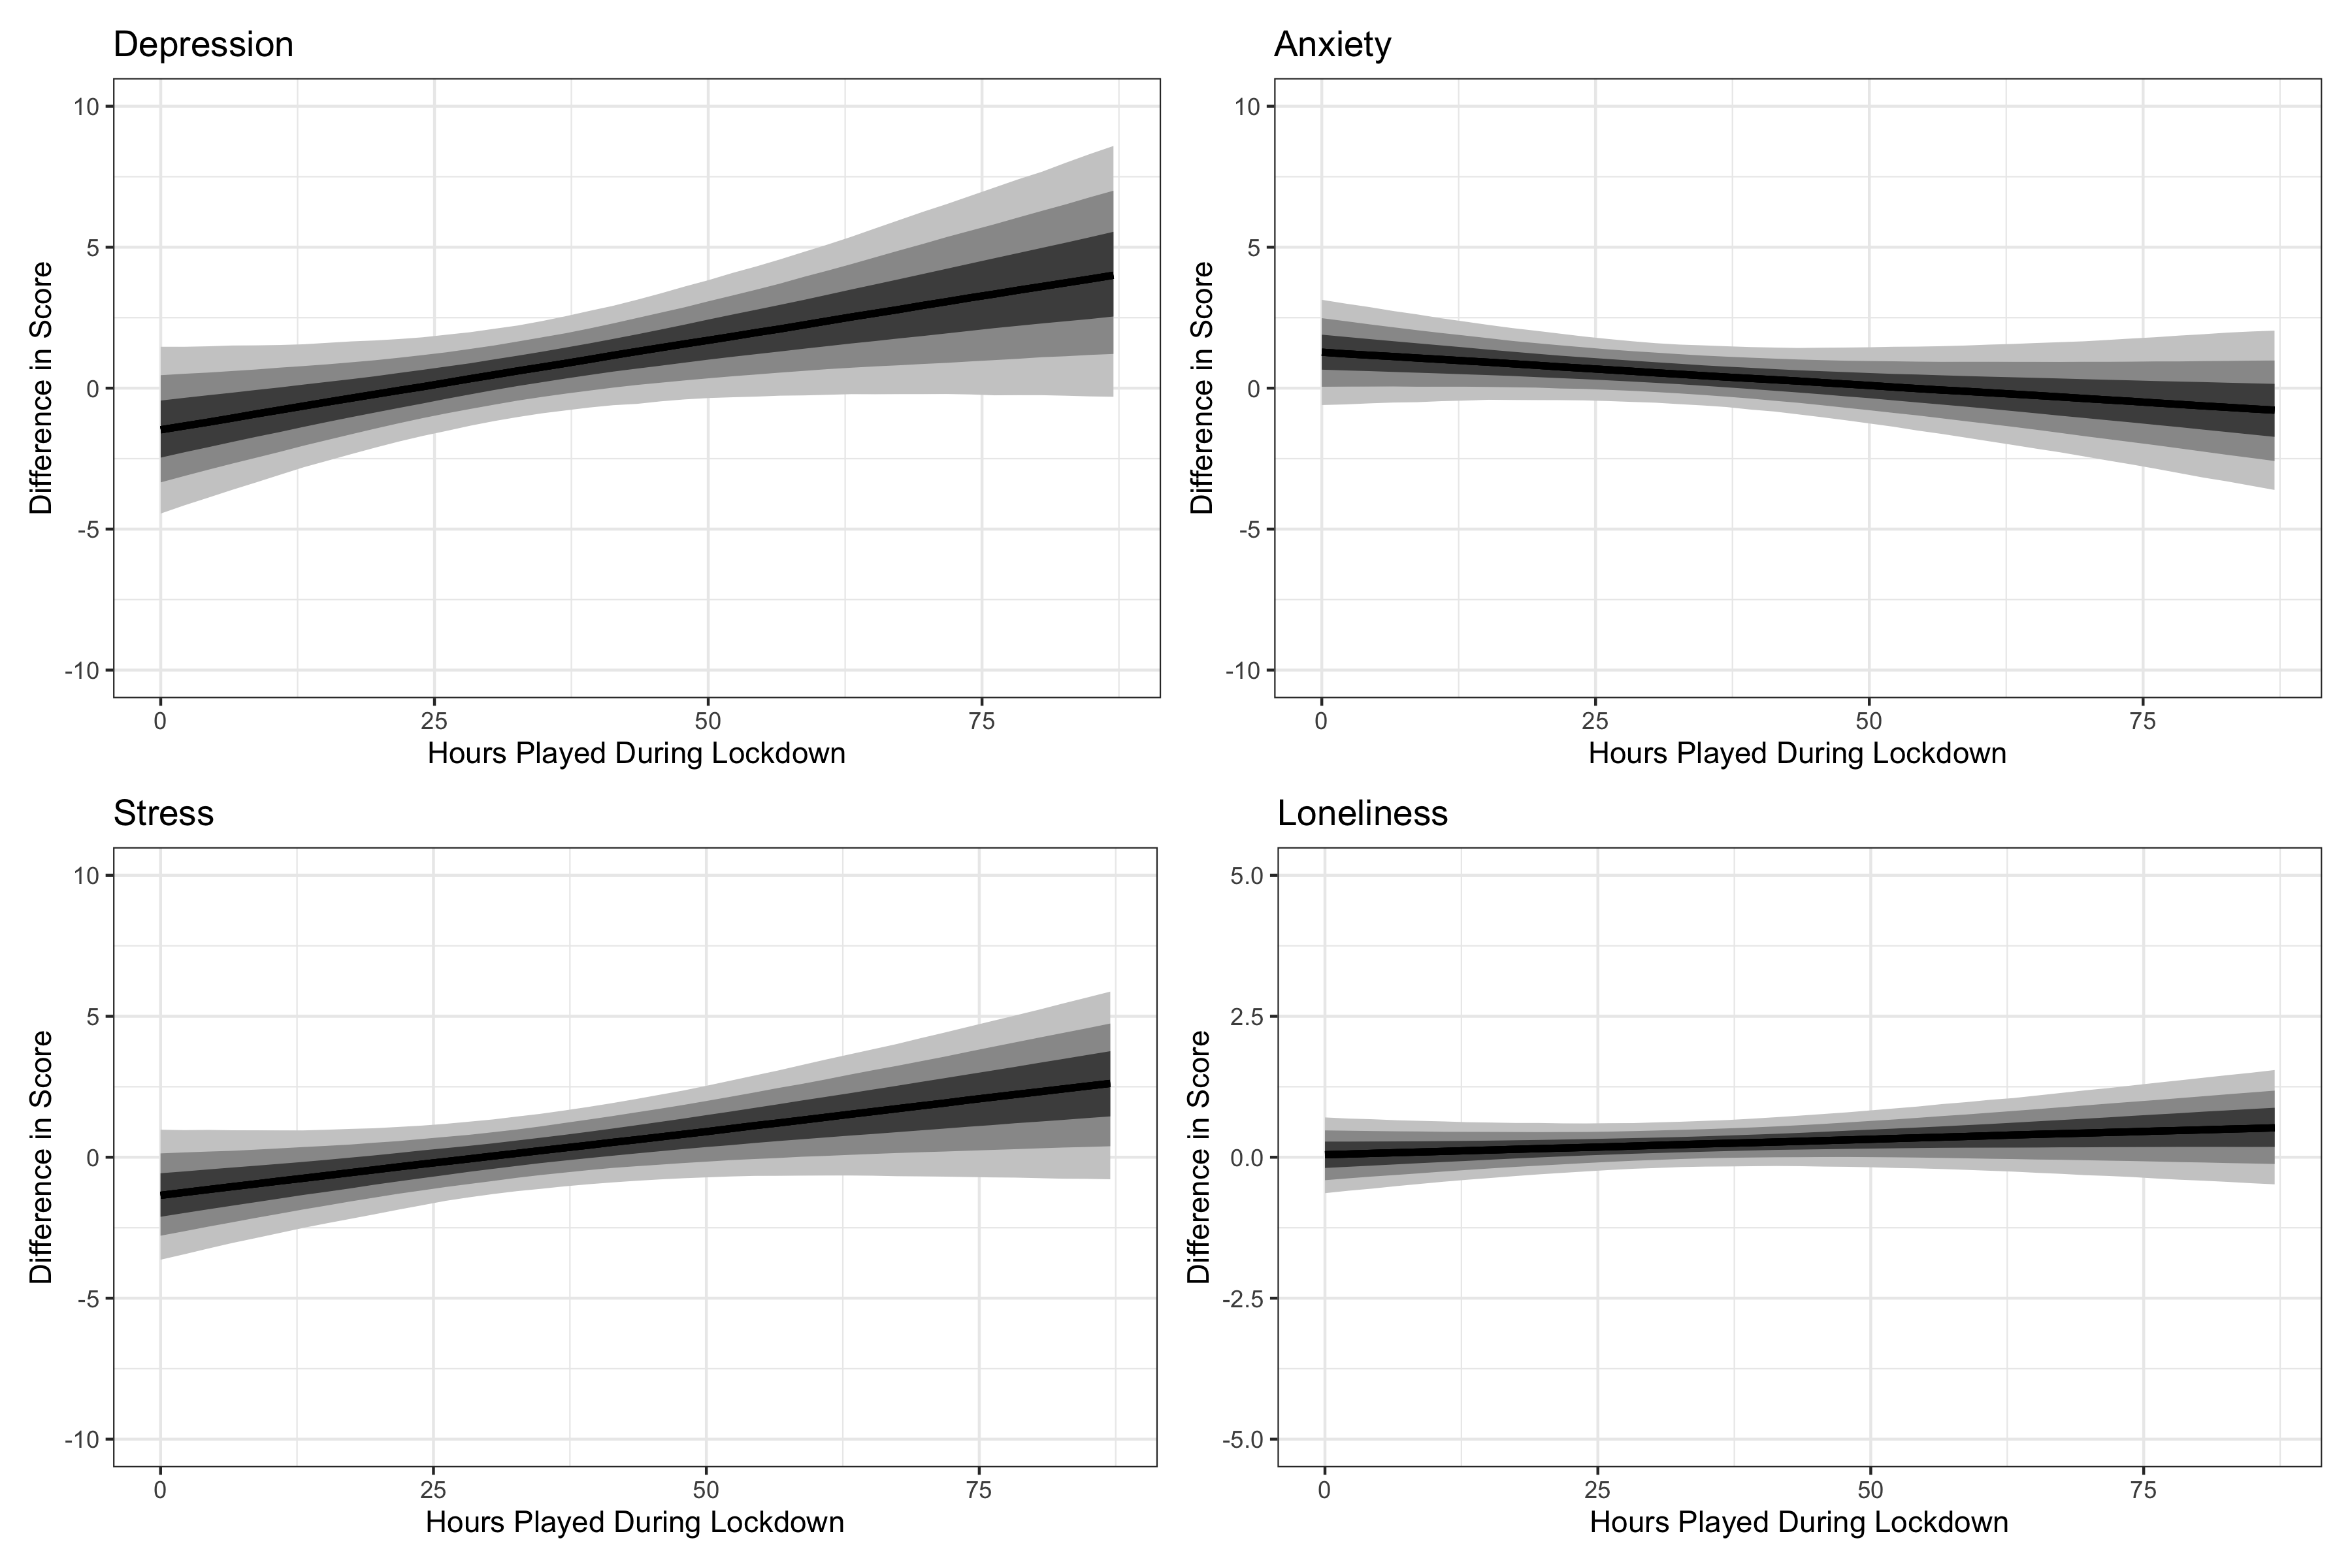 Depression
10
5
0
-5
-10
Difference in Score
0 25 50 75
Hours Played During Lockdown
Anxiety
10
5
0
-5
-10
Difference in Score
0 25 50 75
Hours Played During Lockdown
Stress
10
5
0
-5
-10
Difference in Score
0 25 50 75
Hours Played During Lockdown
Loneliness
5.0
2.5
0.0
-2.5
-5.0
Difference in Score
0 25 50 75
Hours Played During Lockdown